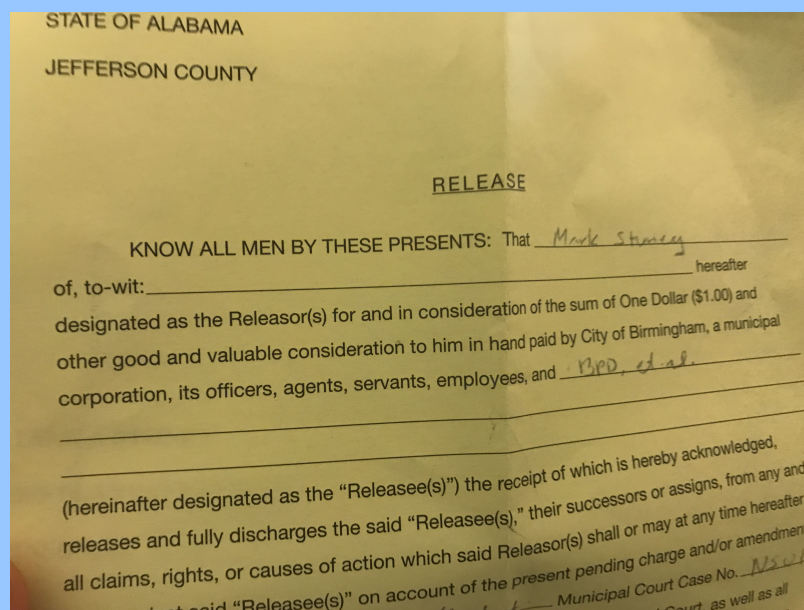 STATE OF ALABAMA
JEFFERSON COUNTY
RELEASE
KNOW ALL MEN BY THESE PRESENTS: That Mark
of, to-wit: hereafter
designated as the Releasor(s) for and in consideration of the sum of One Dollar ($1.00) and
other good and valuable consideration to him in hand paid by City of Birmingham, a municipal
corporation, its officers, agents, servants, employees, and BPD, et. al.
(hereinafter designated as the “Releasee(s)”) the receipt of which is hereby acknowledged,
releases and fully discharges the said “Releasee(s),” their successors or assigns, from any and
all claims, rights, or causes of action which said Releasor(s) shall or may at any time hereafter
said “Releasee(s)” on account of the present pending charge and/or amendmen
Municipal Court Case No.
Court, as well as all